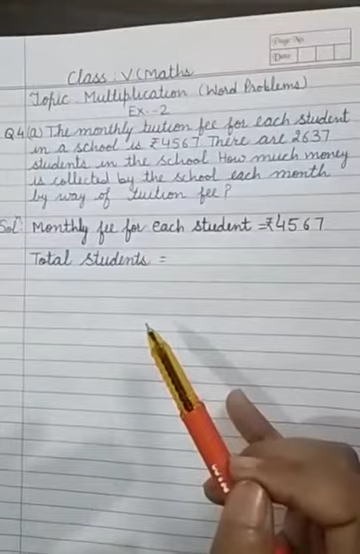 Page No.
Date
Class: V (Maths
Topic: Multiplication (Word Problems)
Ex.-2
Q4(a) The monthly tution fee for each student
in a school is ₹4567 There are 2637
students in the school How much money
is collected by the school each month
by way of tuction fee?
Sol^n Monthly fee for each student = ₹4567
Total students =